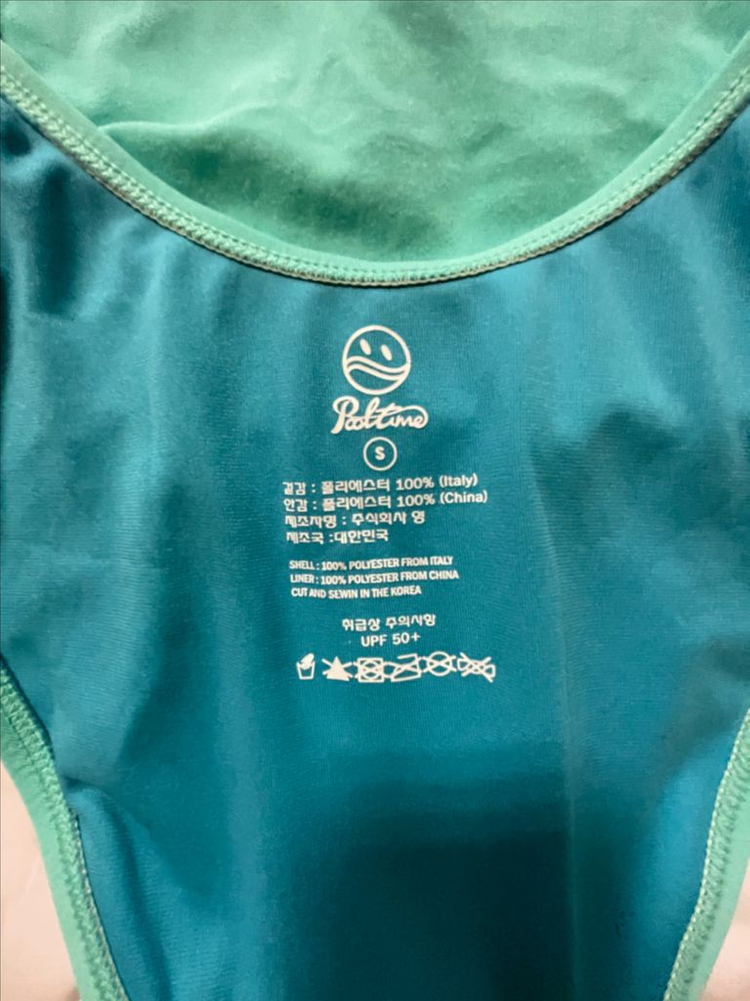 Pooltime
S
겉감 : 폴리에스터 100% (Italy)
안감 : 폴리에스터 100% (China)
제조자명 : 주식회사 영
제조국 :대한민국
SHELL : 100% POLYESTER FROM ITALY
LINER : 100% POLYESTER FROM CHINA
CUT AND SEWIN IN THE KOREA
취급상 주의사항
UPF 50+